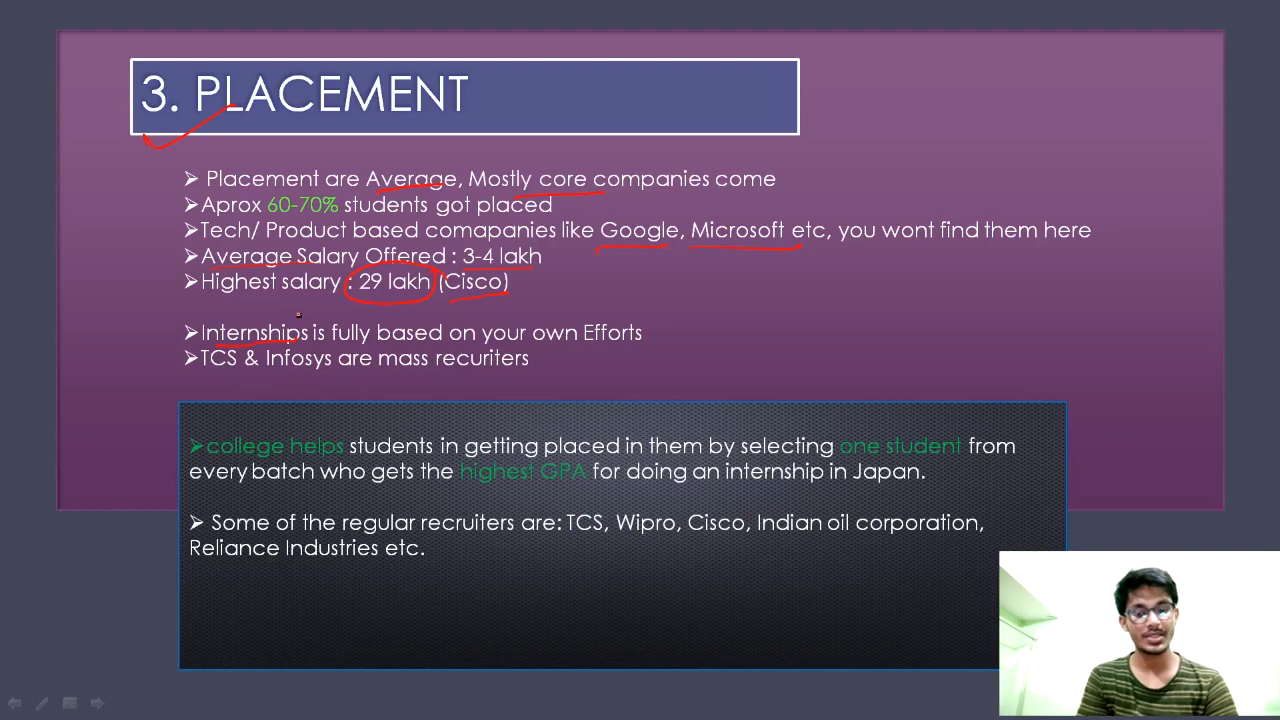 3. PLACEMENT
➢ Placement are Average, Mostly core companies come
➢Aprox 60-70% students got placed
➢Tech/ Product based comapanies like Google, Microsoft etc, you wont find them here
➢Average Salary Offered : 3-4 lakh
➢Highest salary : 29 lakh (Cisco)
➢Internships is fully based on your own Efforts
➢TCS & Infosys are mass recuriters
➢college helps students in getting placed in them by selecting one student from
every batch who gets the highest GPA for doing an internship in Japan.
➢ Some of the regular recruiters are: TCS, Wipro, Cisco, Indian oil corporation,
Reliance Industries etc.